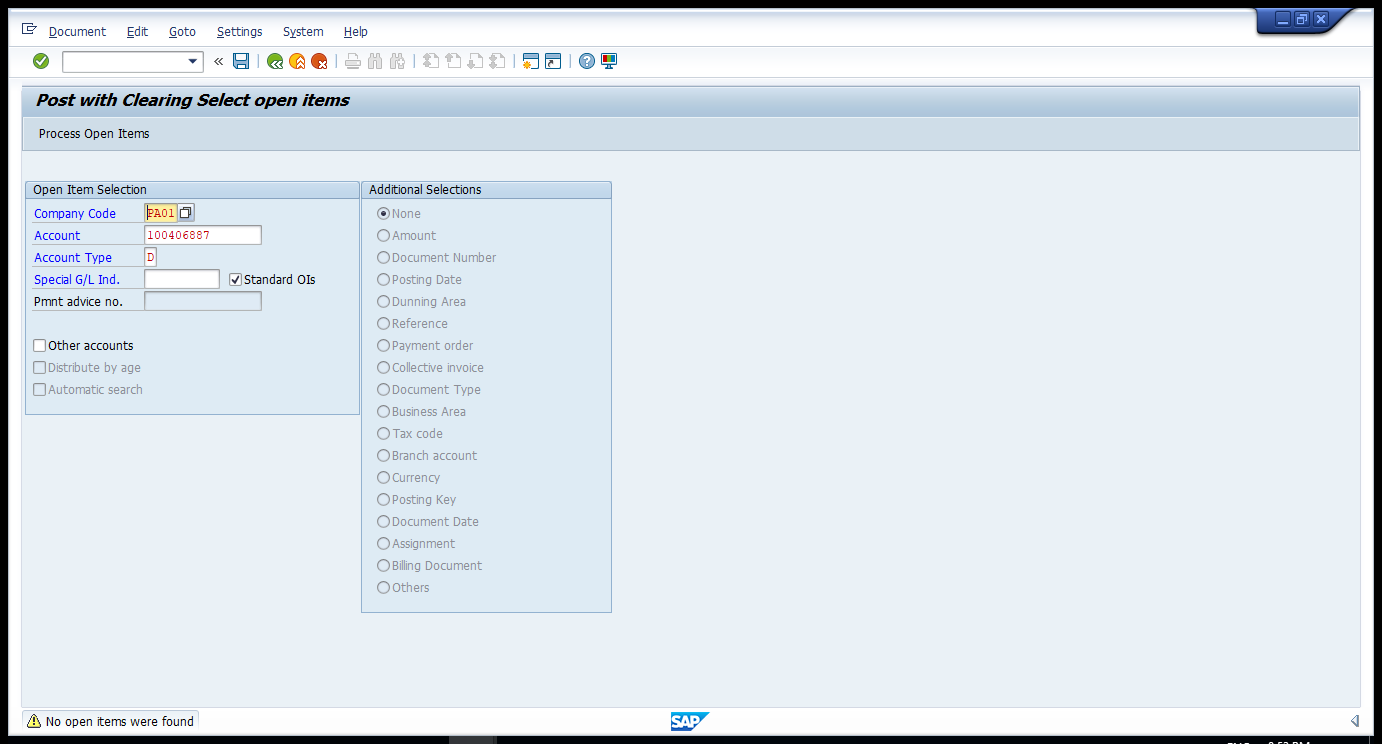 Document Edit Goto Settings System Help
«
Post with Clearing Select open items
Process Open Items
Open Item Selection
Company Code PA01
Account 100406887
Account Type D
Special G/L Ind. Standard OIs
Pmnt advice no.
Other accounts
Distribute by age
Automatic search
Additional Selections
None
Amount
Document Number
Posting Date
Dunning Area
Reference
Payment order
Collective invoice
Document Type
Business Area
Tax code
Branch account
Currency
Posting Key
Document Date
Assignment
Billing Document
Others
No open items were found
SAP